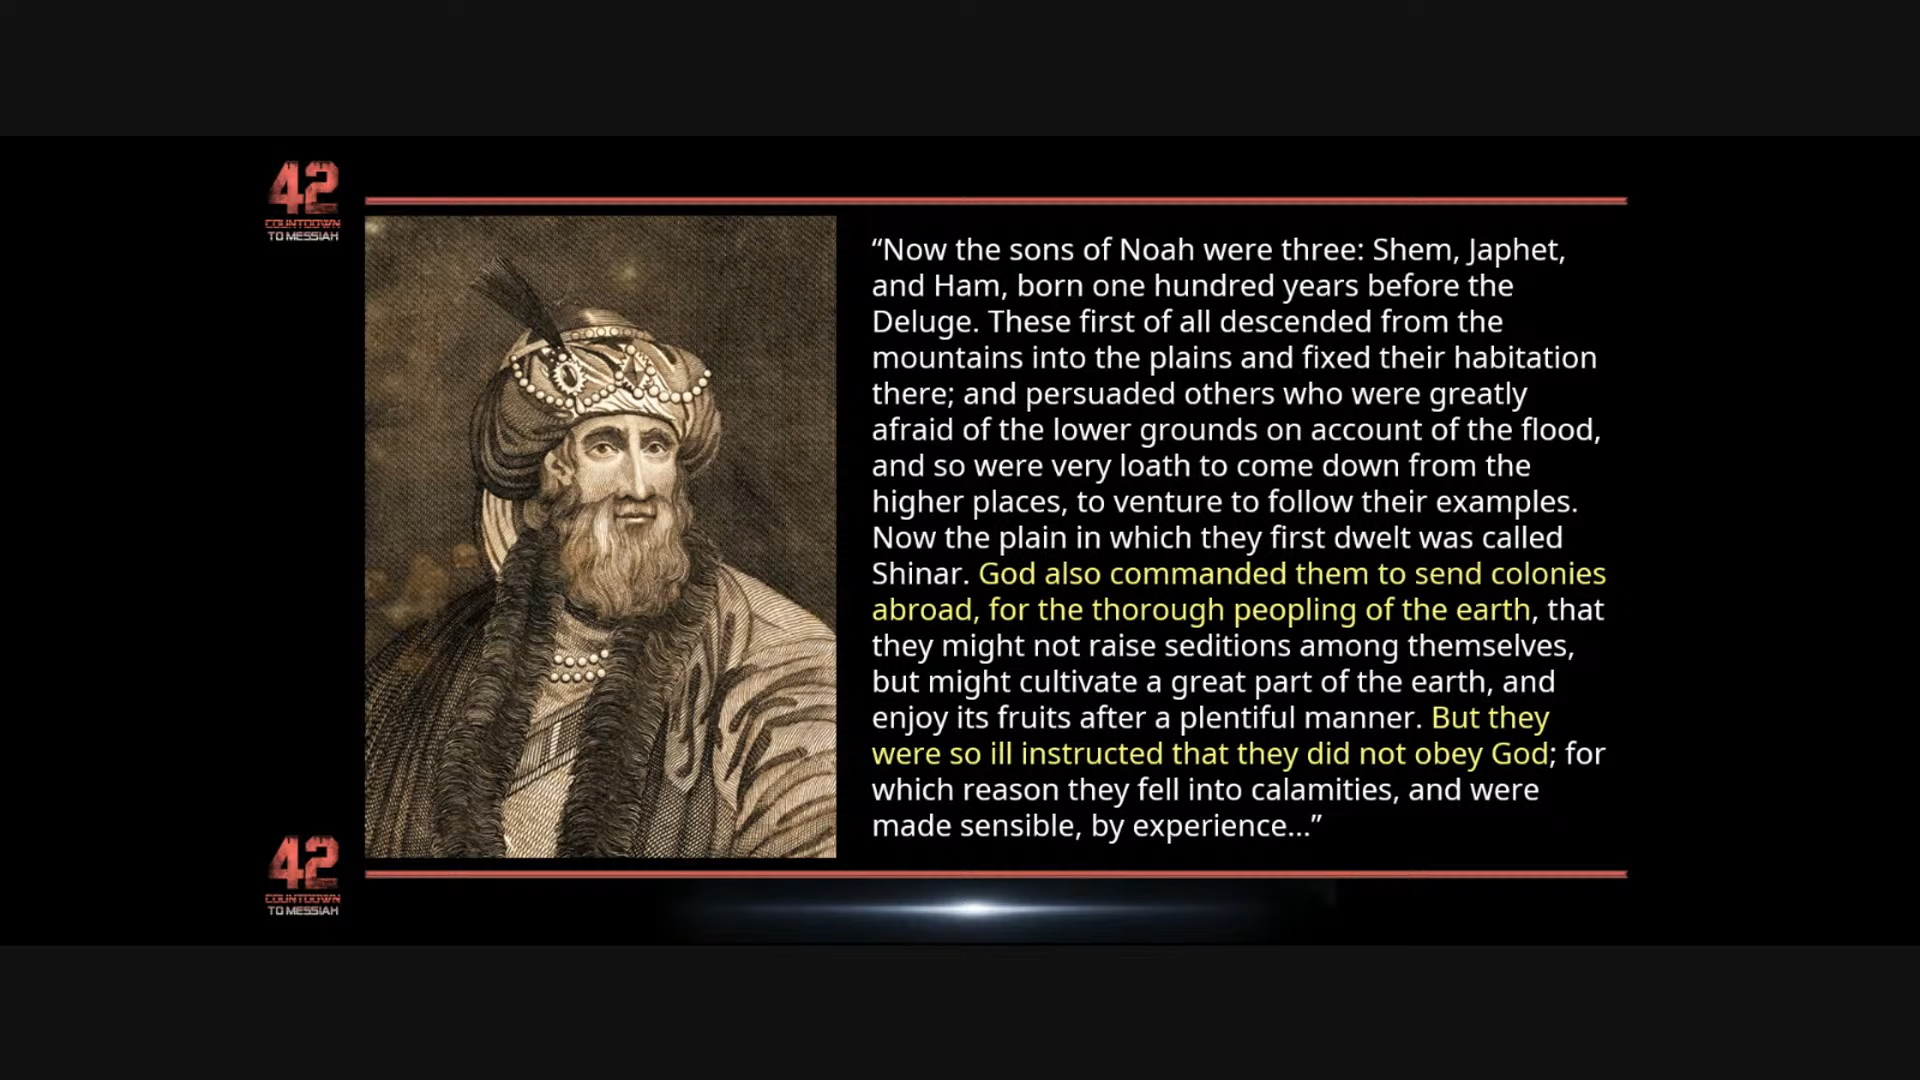 42
COUNTDOWN
TO MESSIAH
“Now the sons of Noah were three: Shem, Japhet,
and Ham, born one hundred years before the
Deluge. These first of all descended from the
mountains into the plains and fixed their habitation
there; and persuaded others who were greatly
afraid of the lower grounds on account of the flood,
and so were very loath to come down from the
higher places, to venture to follow their examples.
Now the plain in which they first dwelt was called
Shinar. God also commanded them to send colonies
abroad, for the thorough peopling of the earth, that
they might not raise seditions among themselves,
but might cultivate a great part of the earth, and
enjoy its fruits after a plentiful manner. But they
were so ill instructed that they did not obey God; for
which reason they fell into calamities, and were
made sensible, by experience...”
42
COUNTDOWN
TO MESSIAH